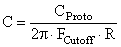 C = C_Proto / (2π · F_Cutoff · R)